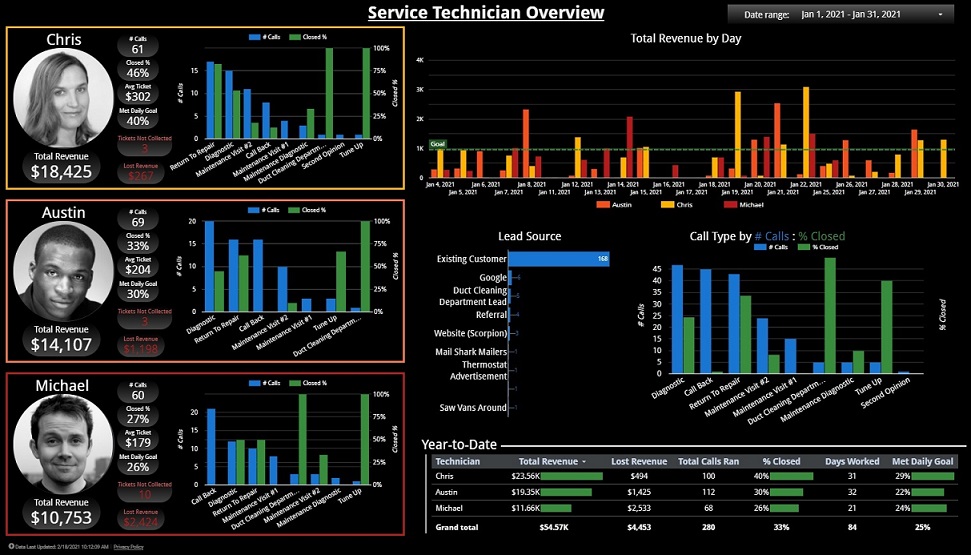 Service Technician Overview
Date range: Jan 1, 2021 - Jan 31, 2021
Chris
# Calls
61
Closed %
46%
Avg Ticket
$302
Met Daily Goal
40%
Tickets Not Collected
3
Lost Revenue
$267
Total Revenue
$18,425
# Calls Closed %
20
15
10
5
0
100%
75%
50%
25%
0%
# Calls
Closed %
Return To Repair
Diagnostic
Maintenance Visit #2
Call Back
Maintenance Visit #1
Maintenance Diagnostic
Duct Cleaning Departm...
Second Opinion
Tune Up
Austin
# Calls
69
Closed %
33%
Avg Ticket
$204
Met Daily Goal
30%
Tickets Not Collected
3
Lost Revenue
$1,198
Total Revenue
$14,107
# Calls Closed %
20
15
10
5
0
100%
75%
50%
25%
0%
# Calls
Closed %
Diagnostic
Return To Repair
Call Back
Maintenance Visit #2
Maintenance Visit #1
Tune Up
Duct Cleaning Departm...
Michael
# Calls
60
Closed %
27%
Avg Ticket
$179
Met Daily Goal
26%
Tickets Not Collected
10
Lost Revenue
$2,424
Total Revenue
$10,753
# Calls Closed %
25
20
15
10
5
0
100%
75%
50%
25%
0%
# Calls
Closed %
Call Back
Diagnostic
Return To Repair
Maintenance Visit #1
Duct Cleaning Departm...
Maintenance Visit #2
Maintenance Diagnostic
Tune Up
Total Revenue by Day
4K
2K
1K
1K
0
Goal
Jan 4, 2021
Jan 5, 2021
Jan 6, 2021
Jan 7, 2021
Jan 8, 2021
Jan 11, 2021
Jan 12, 2021
Jan 13, 2021
Jan 14, 2021
Jan 15, 2021
Jan 16, 2021
Jan 17, 2021
Jan 18, 2021
Jan 19, 2021
Jan 20, 2021
Jan 21, 2021
Jan 22, 2021
Jan 25, 2021
Jan 26, 2021
Jan 27, 2021
Jan 28, 2021
Jan 29, 2021
Jan 30, 2021
Austin Chris Michael
Lead Source
Existing Customer 168
Google
Duct Cleaning
Department Lead
Referral
Website (Scorpion)
Mail Shark Mailers
Thermostat
Advertisement
Saw Vans Around
Call Type by # Calls : % Closed
# Calls % Closed
45
40
35
30
25
20
15
10
5
0
# Calls
% Closed
Diagnostic
Call Back
Return To Repair
Maintenance Visit #2
Maintenance Visit #1
Duct Cleaning Departm...
Maintenance Diagnostic
Tune Up
Second Opinion
Year-to-Date
Technician Total Revenue Lost Revenue Total Calls Ran % Closed Days Worked Met Daily Goal
Chris $23.56K $494 100 40% 31 29%
Austin $19.35K $1,425 112 30% 32 22%
Michael $11.66K $2,533 68 26% 21 24%
Grand total $54.57K $4,453 280 33% 84 25%
Data Last Updated: 2/18/2021 10:12:09 AM Privacy Policy